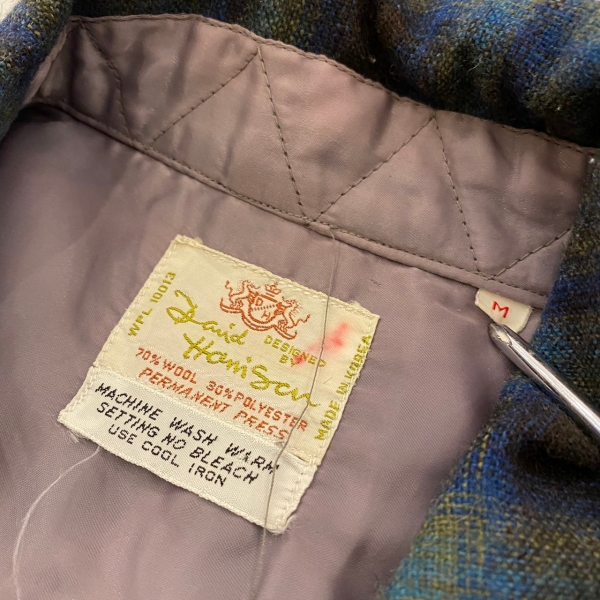 D
H
DESIGNED
BY
David
Harrison
WPL 10013
70% WOOL 30% POLYESTER
PERMANENT PRESS
MADE IN KOREA
MACHINE WASH WARM
SETTING NO BLEACH
USE COOL IRON
M